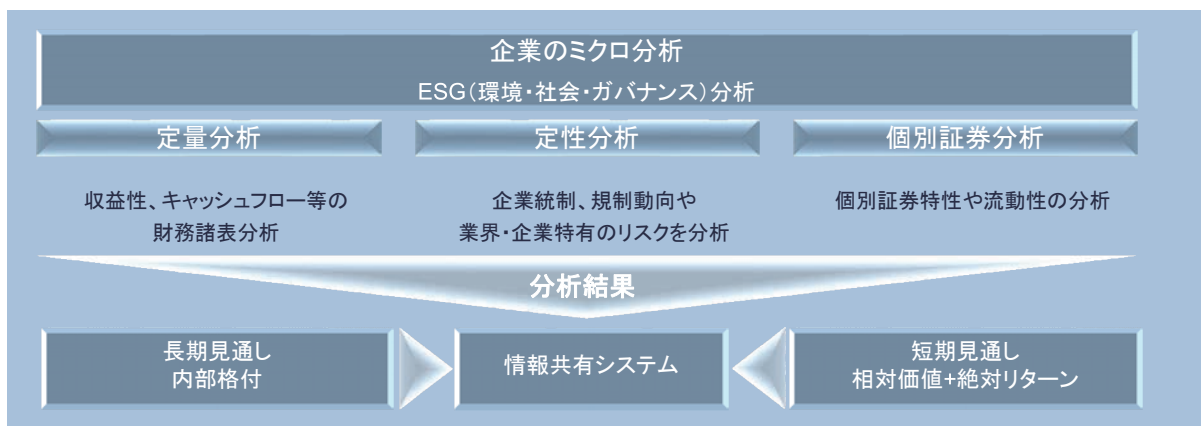 企業のミクロ分析
ESG(環境・社会・ガバナンス)分析
定量分析
定性分析
個別証券分析
収益性、キャッシュフロー等の
財務諸表分析
企業統制、規制動向や
業界・企業特有のリスクを分析
個別証券特性や流動性の分析
分析結果
長期見通し
内部格付
情報共有システム
短期見通し
相対価値+絶対リターン